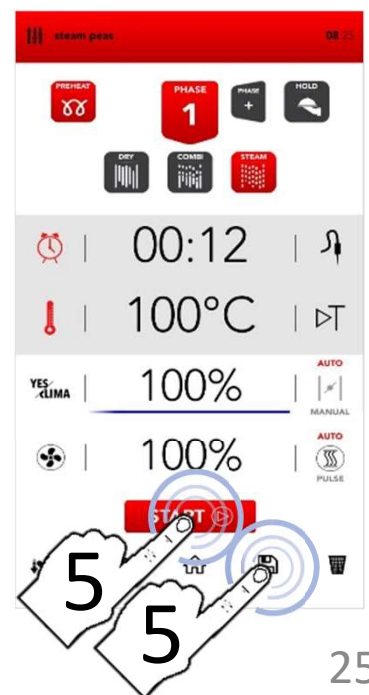 steam peas 08:25
PREHEAT PHASE 1 PHASE + HOLD
DRY COMBI STEAM
00:12
100°C T
YES/CLIMA 100% AUTO
MANUAL
100% AUTO
PULSE
START
5
5
25